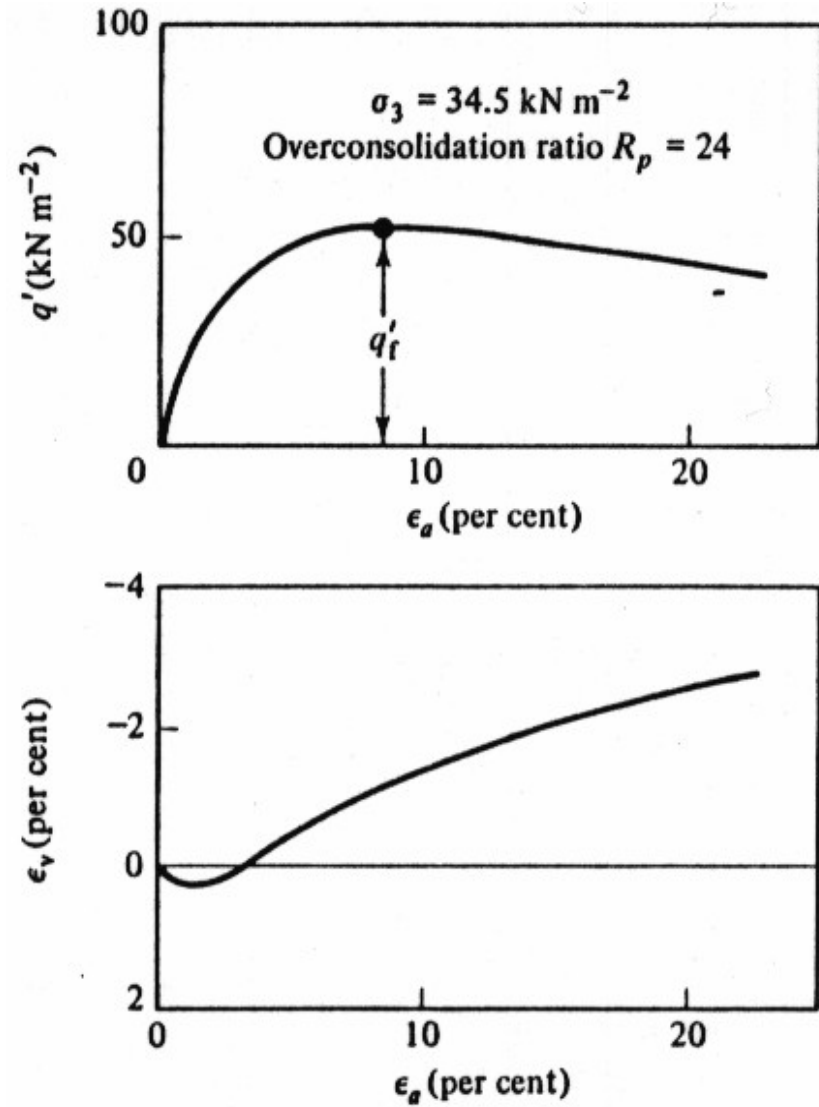 100
σ₃ = 34.5 kN m⁻²
Overconsolidation ratio Rₚ = 24
q′(kN m⁻²)
50
q′f
0
0
10
20
ϵₐ (per cent)
−4
−2
ϵᵥ (per cent)
0
2
0
10
20
ϵₐ (per cent)